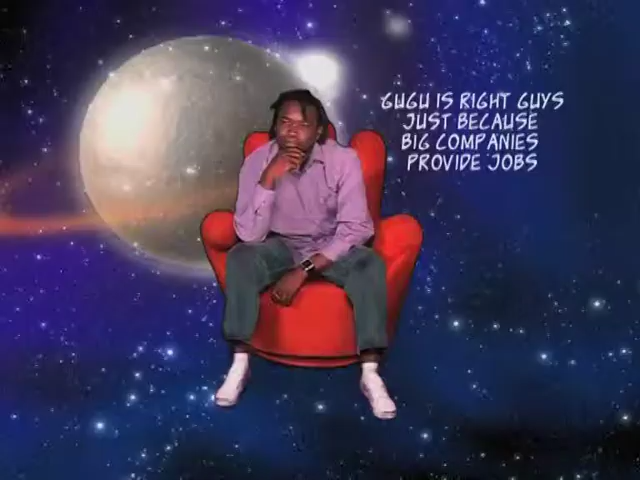 GUGU IS RIGHT GUYS
JUST BECAUSE
BIG COMPANIES
PROVIDE JOBS